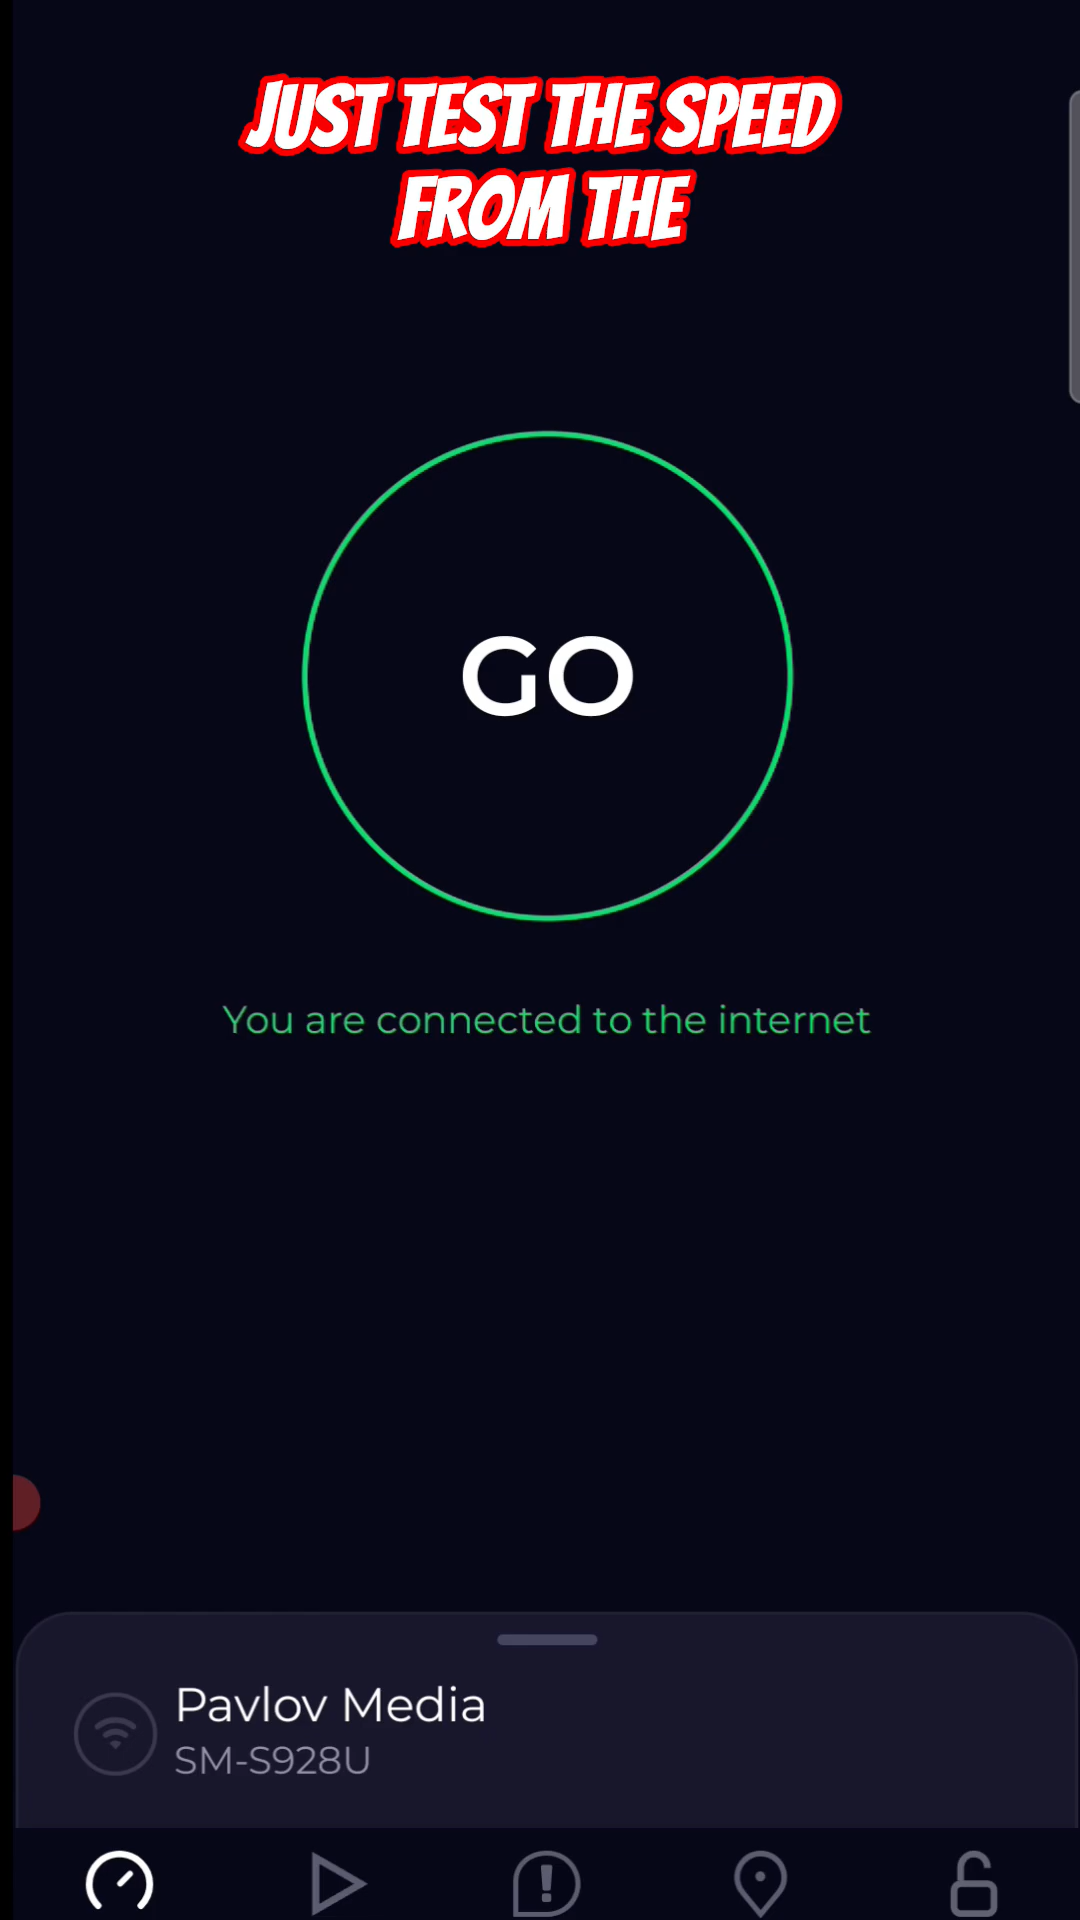 JUST TEST THE SPEED
FROM THE
GO
You are connected to the internet
Pavlov Media
SM-S928U